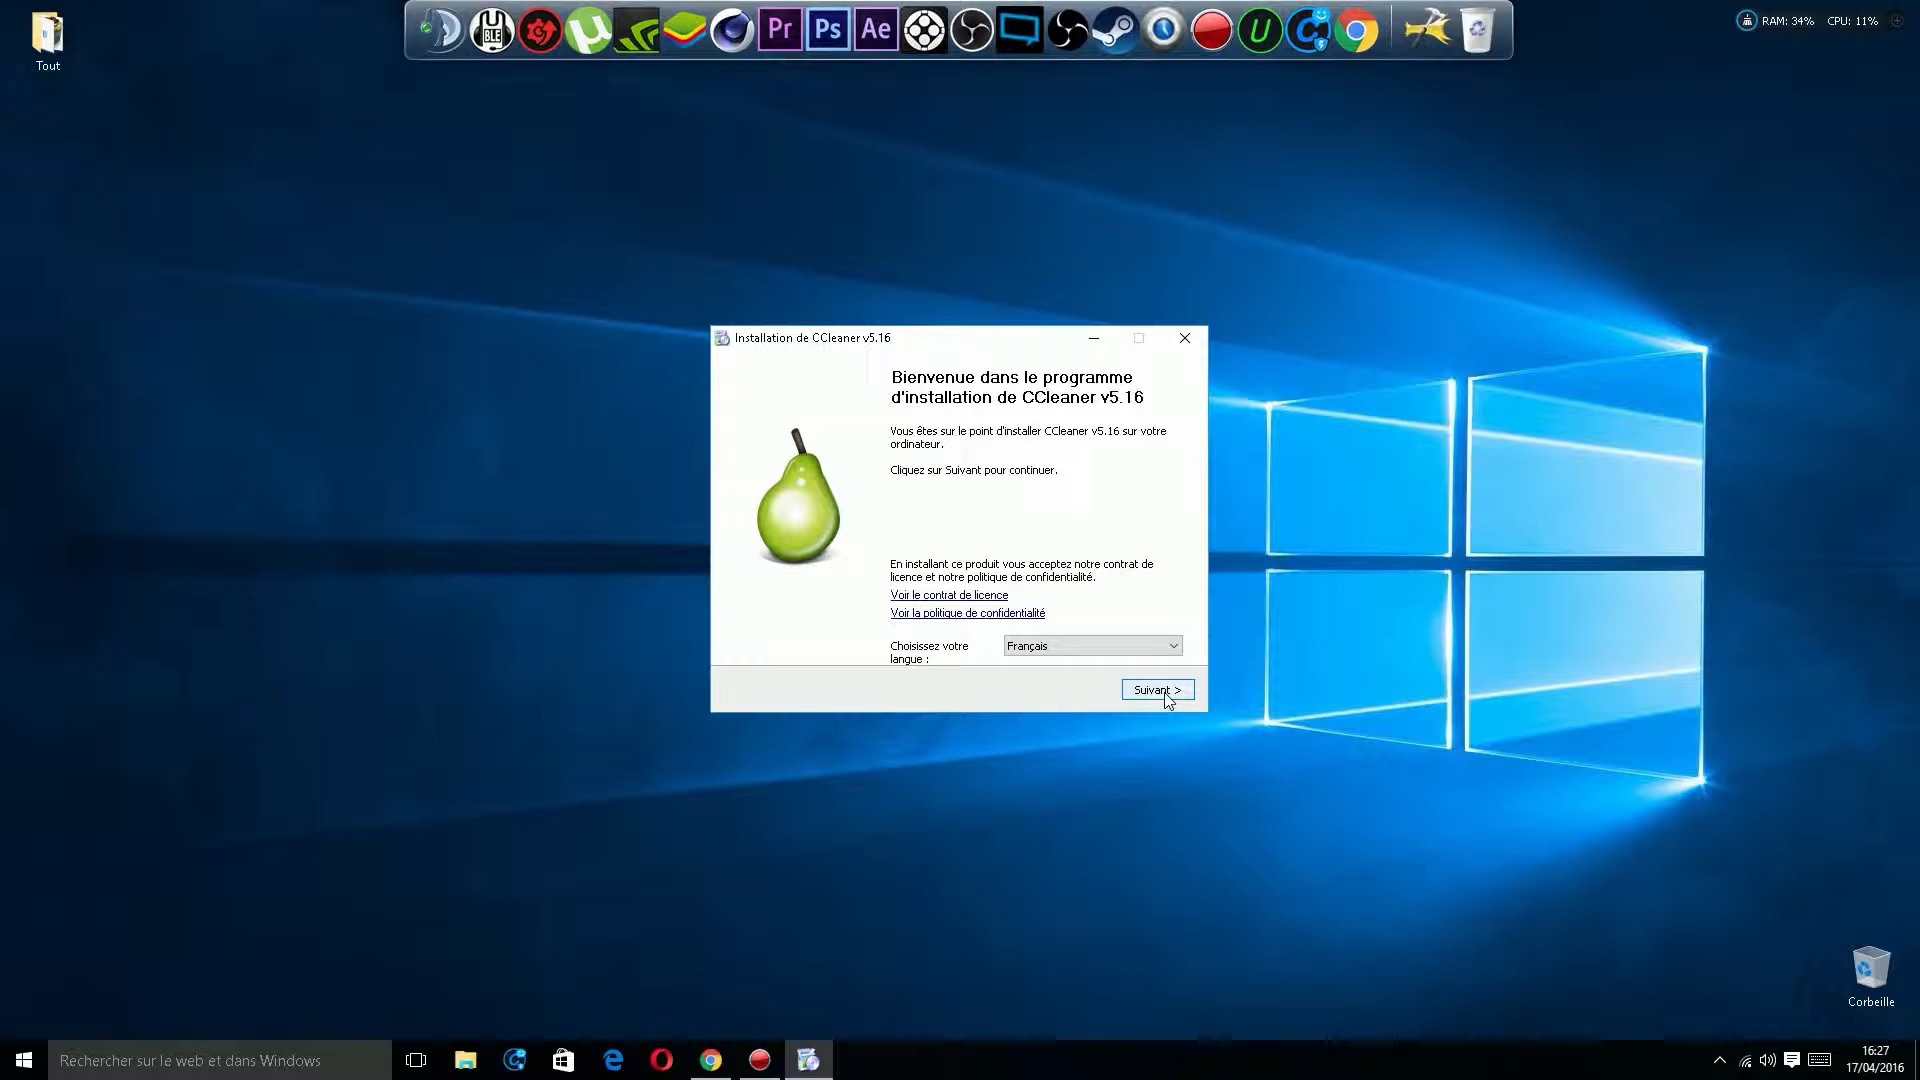 Tout
UBLE
Pr
Ps
Ae
U
RAM: 34%
CPU: 11%
Installation de CCleaner v5.16
Bienvenue dans le programme
d'installation de CCleaner v5.16
Vous êtes sur le point d'installer CCleaner v5.16 sur votre
ordinateur.
Cliquez sur Suivant pour continuer.
En installant ce produit vous acceptez notre contrat de
licence et notre politique de confidentialité.
Voir le contrat de licence
Voir la politique de confidentialité
Choisissez votre
langue :
Français
Suivant >
Corbeille
Rechercher sur le web et dans Windows
16:27
17/04/2016